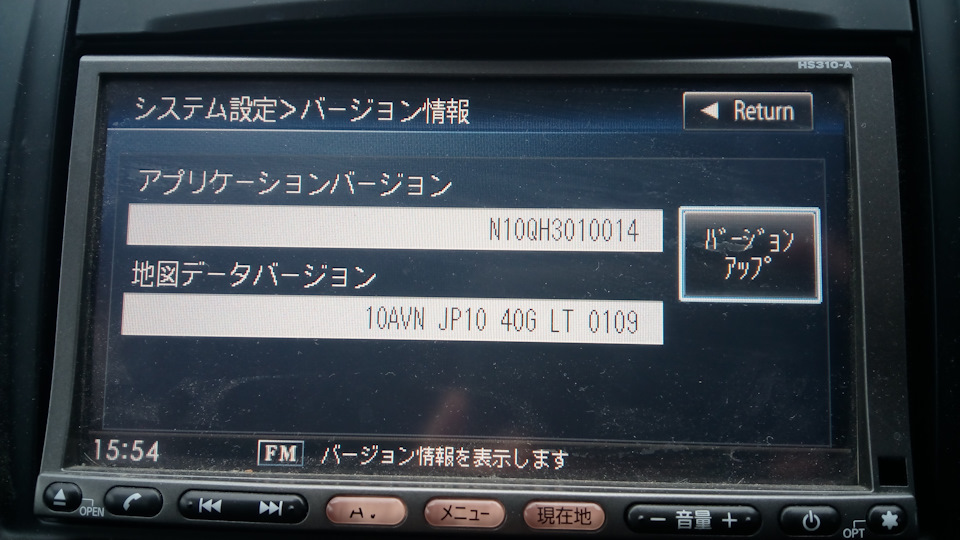 HS310-A
システム設定>バージョン情報
◀ Return
アプリケーションバージョン
N10QH3010014
バージョン
アップ
地図データバージョン
10AVN JP10 40G LT 0109
15:54
FM
バージョン情報を表示します
OPEN
メニュー
現在地
− 音量 +
OPT